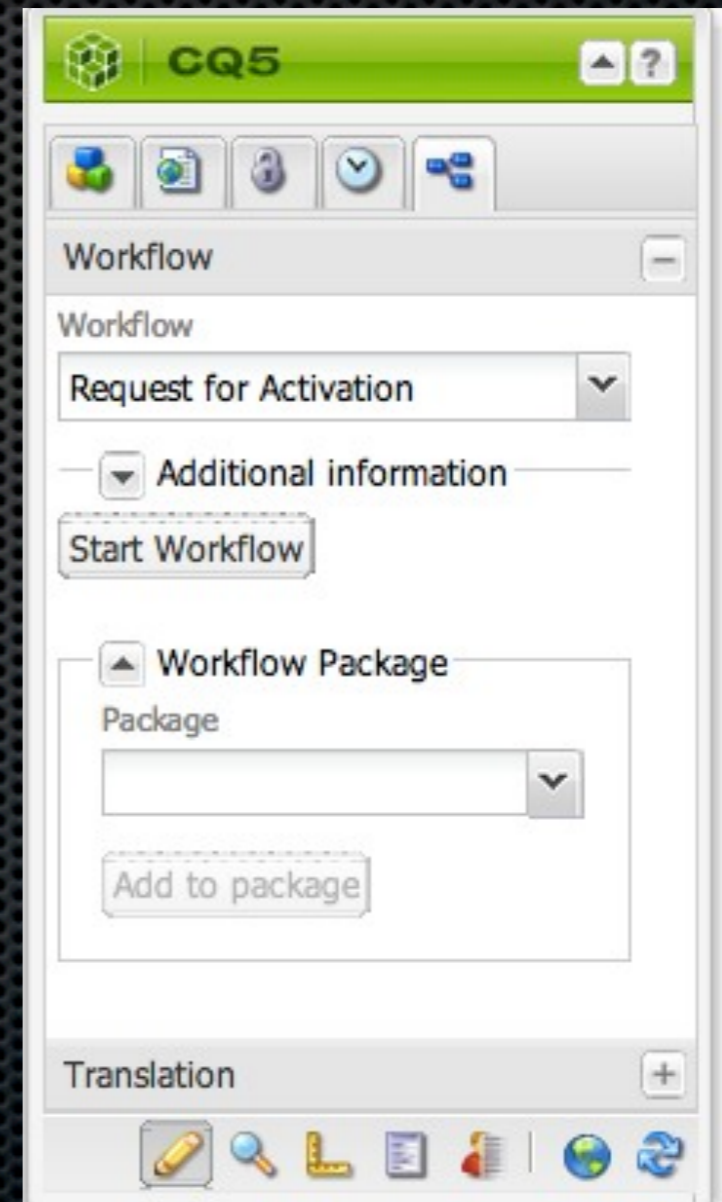 CQ5
?
Workflow
Workflow
Request for Activation
Additional information
Start Workflow
Workflow Package
Package
Add to package
Translation